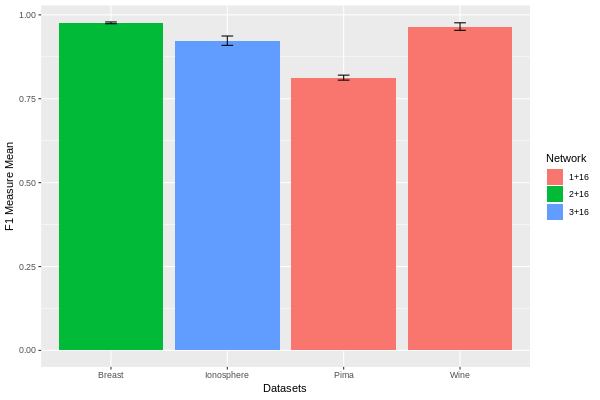 1.00
0.75
0.50
0.25
0.00
F1 Measure Mean
Breast
Ionosphere
Pima
Wine
Datasets
Network
1+16
2+16
3+16